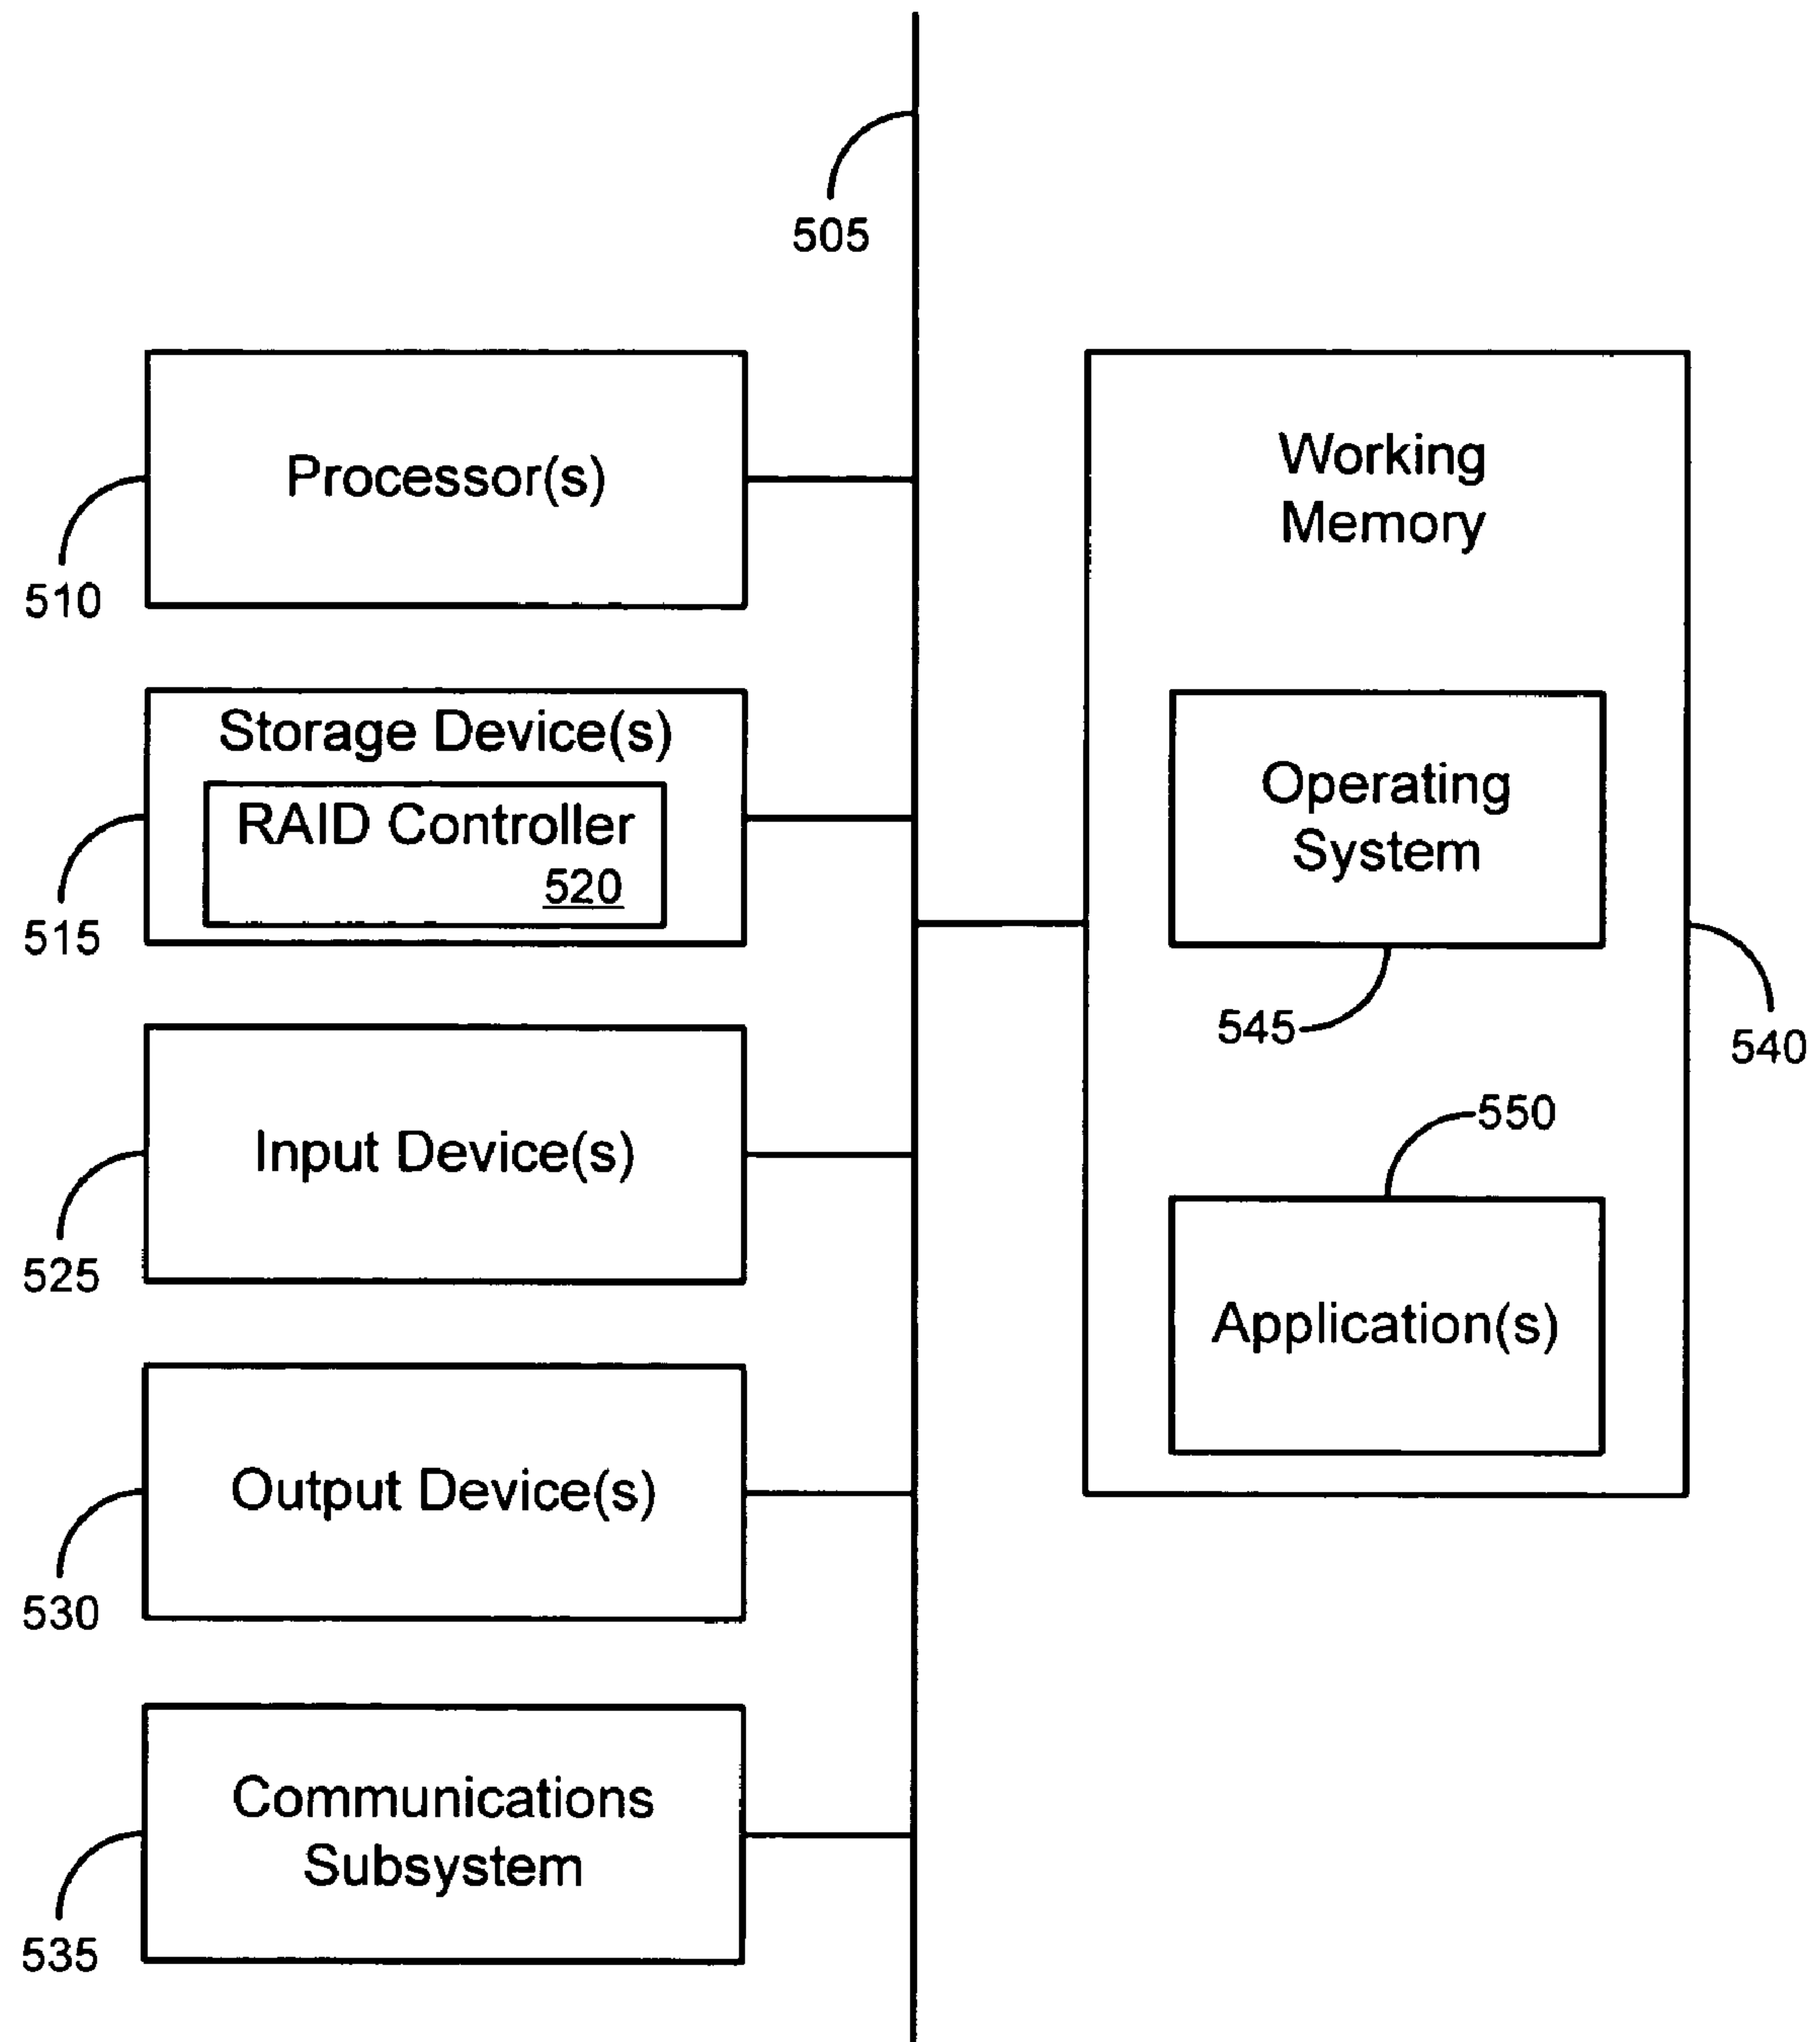 505
Processor(s)
510
Working
Memory
Storage Device(s)
RAID Controller
520
515
Operating
System
545
540
Input Device(s)
525
550
Application(s)
Output Device(s)
530
Communications
Subsystem
535